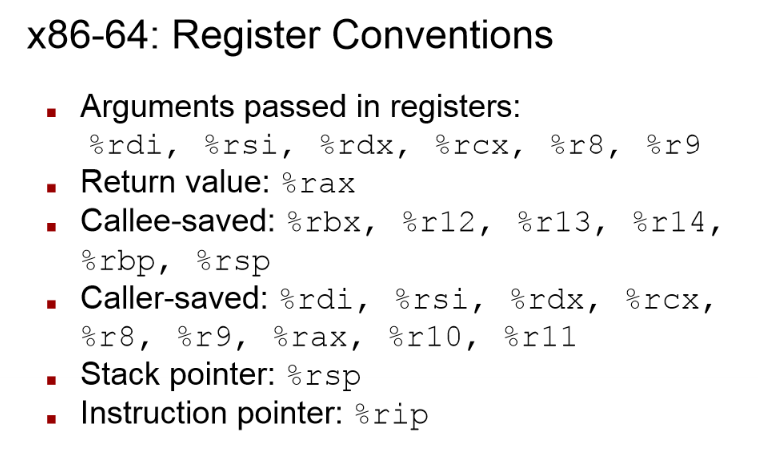 x86-64: Register Conventions
▪ Arguments passed in registers:
%rdi, %rsi, %rdx, %rcx, %r8, %r9
▪ Return value: %rax
▪ Callee-saved: %rbx, %r12, %r13, %r14,
%rbp, %rsp
▪ Caller-saved: %rdi, %rsi, %rdx, %rcx,
%r8, %r9, %rax, %r10, %r11
▪ Stack pointer: %rsp
▪ Instruction pointer: %rip